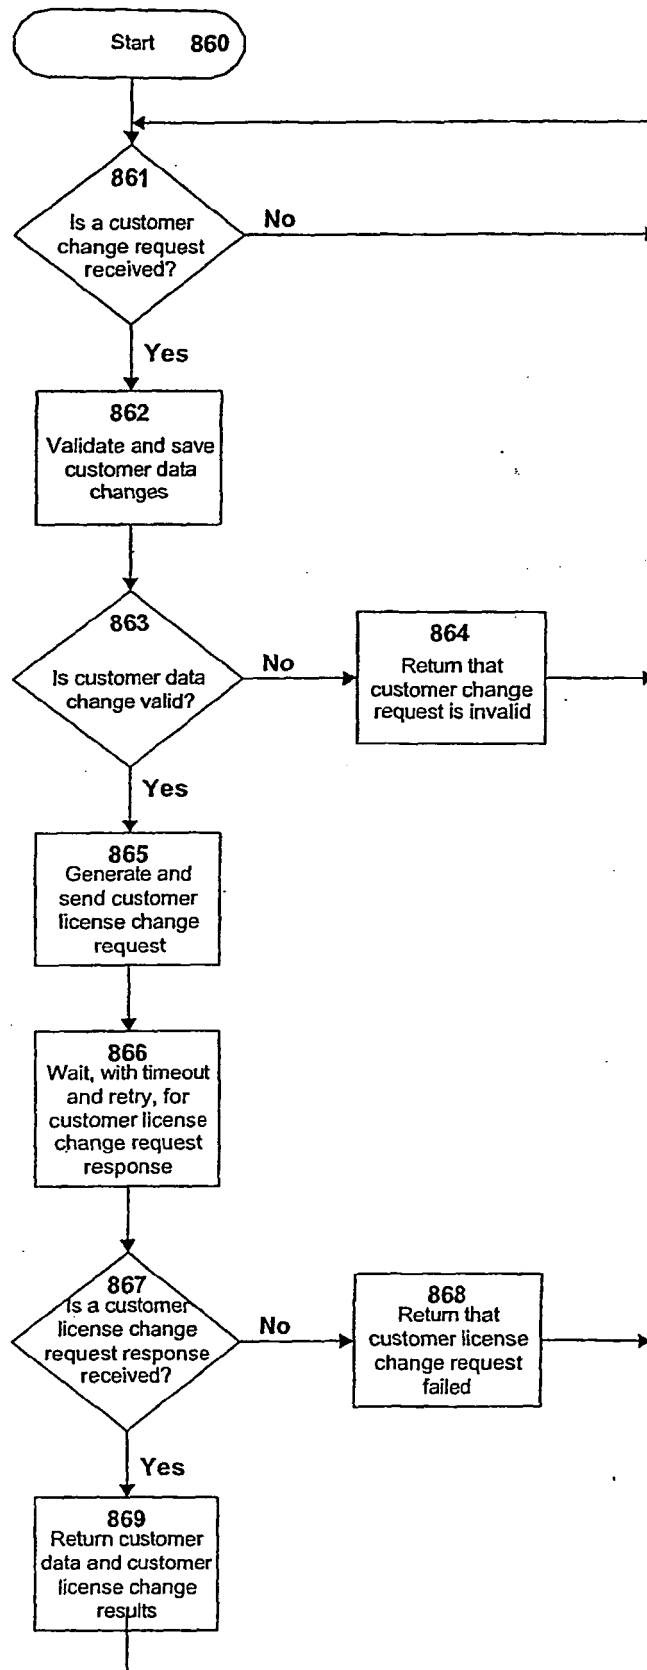 Start 860
861
Is a customer
change request
received?
No
Yes
862
Validate and save
customer data
changes
863
Is customer data
change valid?
No
864
Return that
customer change
request is invalid
Yes
865
Generate and
send customer
license change
request
866
Wait, with timeout
and retry, for
customer license
change request
response
867
Is a customer
license change
request response
received?
No
868
Return that
customer license
change request
failed
Yes
869
Return customer
data and customer
license change
results